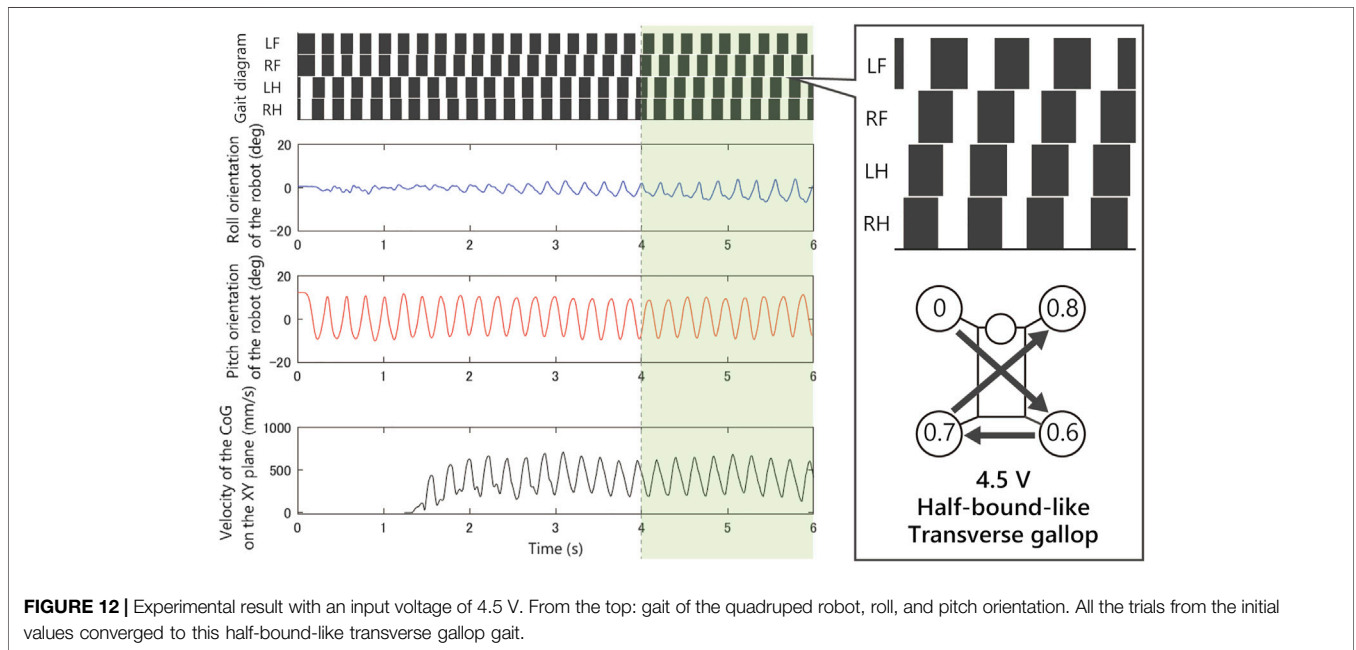 Gait diagram
LF
RF
LH
RH
Roll orientation
of the robot (deg)
20
0
-20
0 1 2 3 4 5 6
Pitch orientation
of the robot (deg)
20
0
-20
0 1 2 3 4 5 6
Velocity of the CoG
on the XY plane (mm/s)
1000
500
0
0 1 2 3 4 5 6
Time (s)
LF
RF
LH
RH
0 0.8
0.7 0.6
4.5 V
Half-bound-like
Transverse gallop
FIGURE 12 | Experimental result with an input voltage of 4.5 V. From the top: gait of the quadruped robot, roll, and pitch orientation. All the trials from the initial
values converged to this half-bound-like transverse gallop gait.